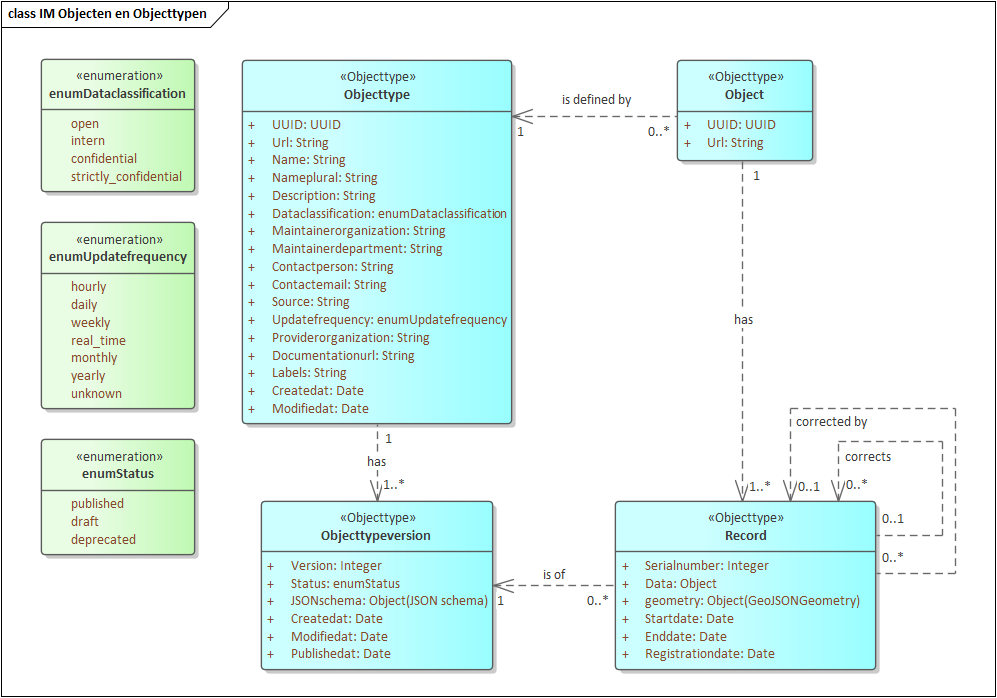 class IM Objecten en Objecttypen
«enumeration»
enumDataclassification
open
intern
confidential
strictly_confidential
«enumeration»
enumUpdatefrequency
hourly
daily
weekly
real_time
monthly
yearly
unknown
«enumeration»
enumStatus
published
draft
deprecated
«Objecttype»
Objecttype
+ UUID: UUID
+ Url: String
+ Name: String
+ Nameplural: String
+ Description: String
+ Dataclassification: enumDataclassification
+ Maintainerorganization: String
+ Maintainerdepartment: String
+ Contactperson: String
+ Contactemail: String
+ Source: String
+ Updatefrequency: enumUpdatefrequency
+ Providerorganization: String
+ Documentationurl: String
+ Labels: String
+ Createdat: Date
+ Modifiedat: Date
is defined by
1
0..*
«Objecttype»
Object
+ UUID: UUID
+ Url: String
1
has
1..*
1
has
1..*
corrected by
0..1
0..*
corrects
0..*
0..1
«Objecttype»
Objecttypeversion
+ Version: Integer
+ Status: enumStatus
+ JSONschema: Object(JSON schema)
+ Createdat: Date
+ Modifiedat: Date
+ Publishedat: Date
is of
1
0..*
«Objecttype»
Record
+ Serialnumber: Integer
+ Data: Object
+ geometry: Object(GeoJSONGeometry)
+ Startdate: Date
+ Enddate: Date
+ Registrationdate: Date